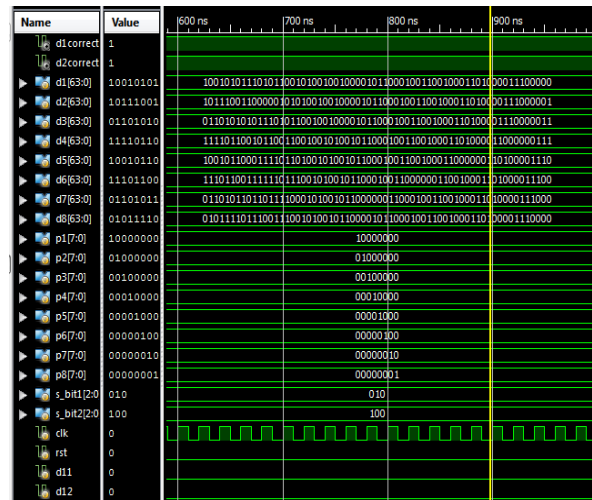 Name Value 600 ns 700 ns 800 ns 900 ns
d1correct 1
d2correct 1
d1[63:0] 10010101
d2[63:0] 10111001
d3[63:0] 01101010
d4[63:0] 11110110
d5[63:0] 10010110
d6[63:0] 11101100
d7[63:0] 01101011
d8[63:0] 01011110
p1[7:0] 10000000 10000000
p2[7:0] 01000000 01000000
p3[7:0] 00100000 00100000
p4[7:0] 00010000 00010000
p5[7:0] 00001000 00001000
p6[7:0] 00000100 00000100
p7[7:0] 00000010 00000010
p8[7:0] 00000001 00000001
s_bit1[2:0 010 010
s_bit2[2:0 100 100
clk 0
rst 0
d11 0
d12 0